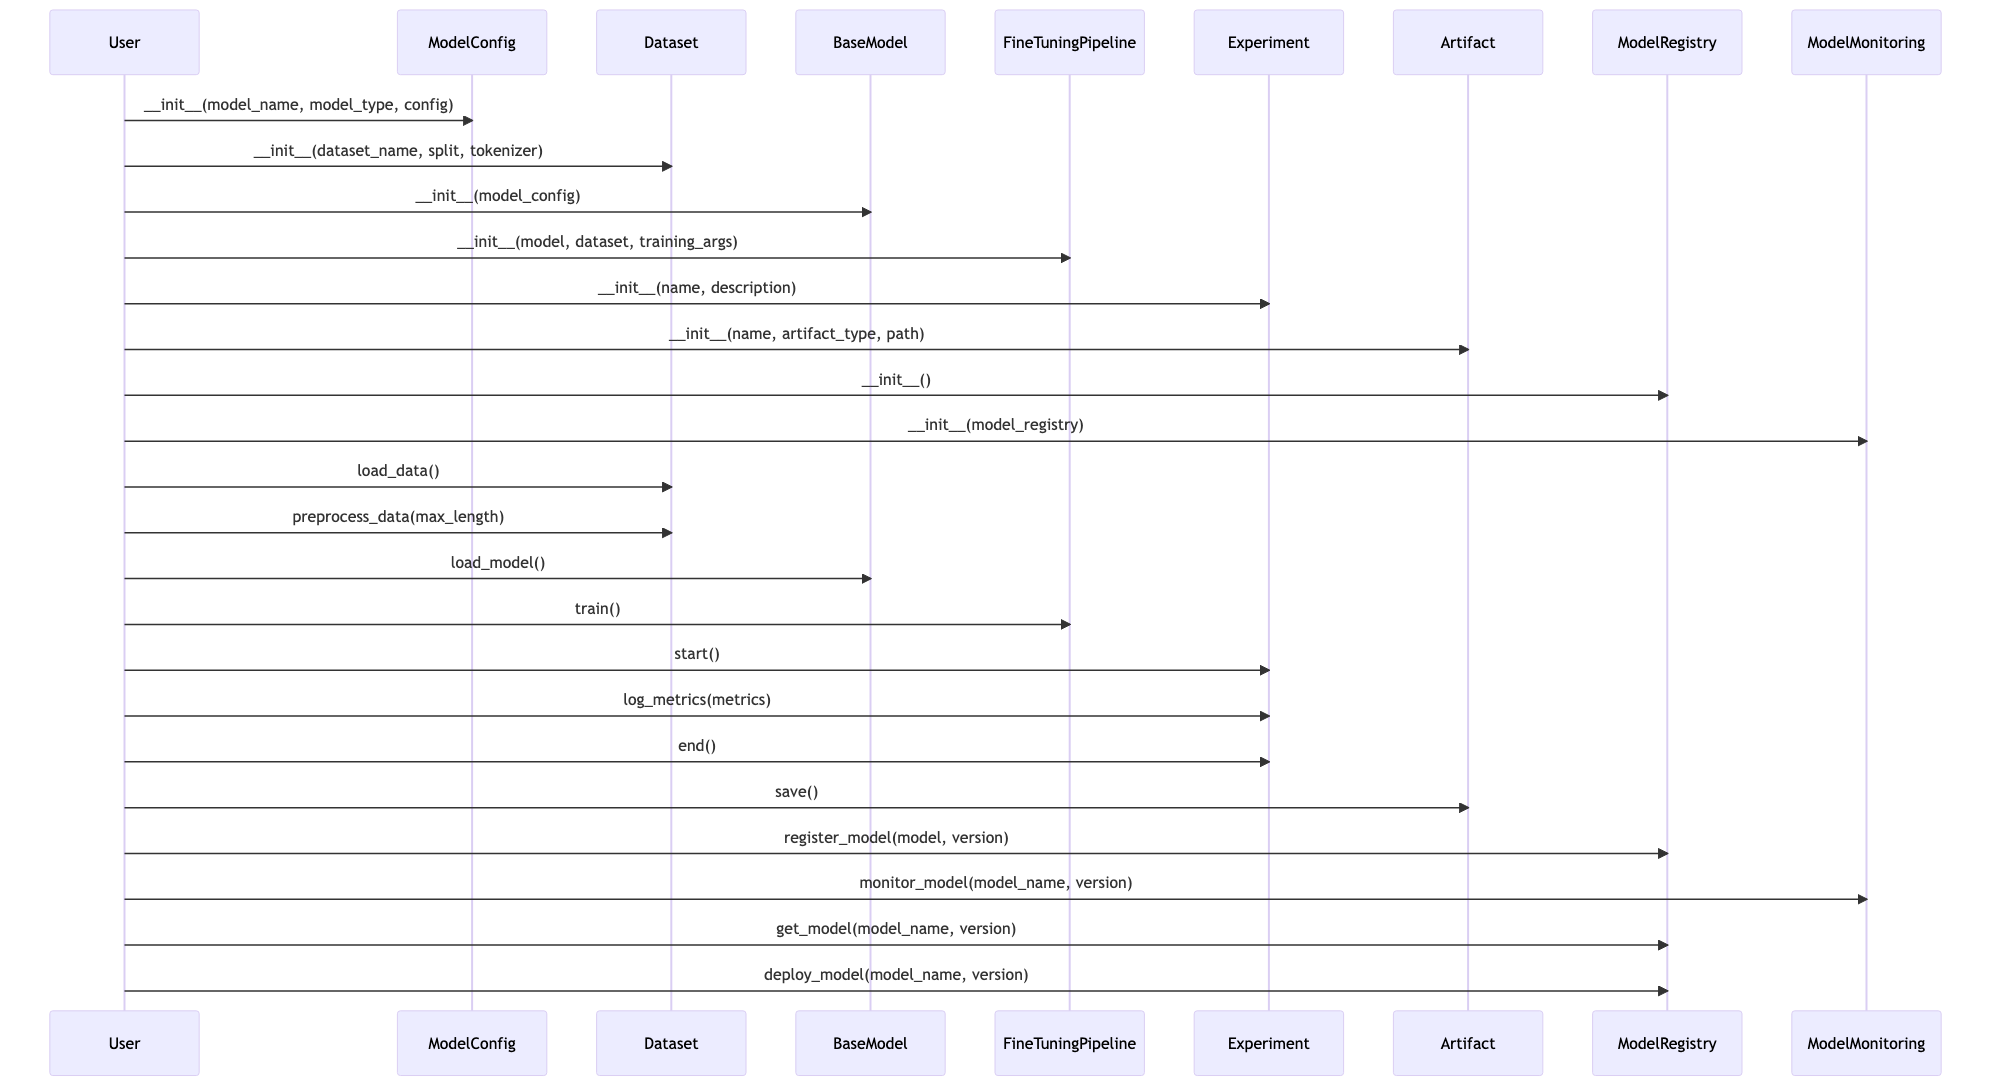 User ModelConfig Dataset BaseModel FineTuningPipeline Experiment Artifact ModelRegistry ModelMonitoring
__init__(model_name, model_type, config)
__init__(dataset_name, split, tokenizer)
__init__(model_config)
__init__(model, dataset, training_args)
__init__(name, description)
__init__(name, artifact_type, path)
__init__()
__init__(model_registry)
load_data()
preprocess_data(max_length)
load_model()
train()
start()
log_metrics(metrics)
end()
save()
register_model(model, version)
monitor_model(model_name, version)
get_model(model_name, version)
deploy_model(model_name, version)
User ModelConfig Dataset BaseModel FineTuningPipeline Experiment Artifact ModelRegistry ModelMonitoring